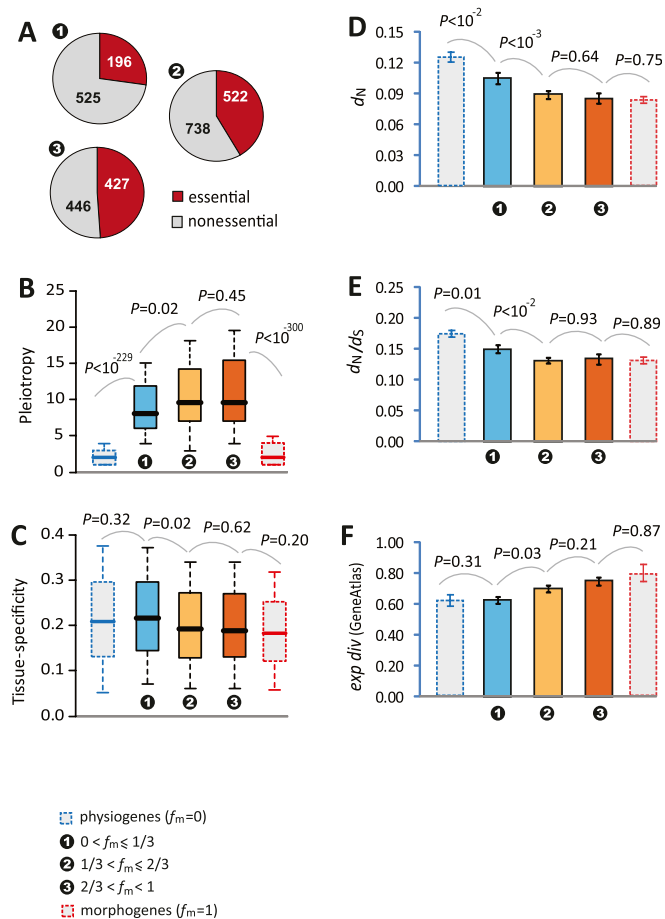 A
❶
196
525
❷
522
738
❸
427
446
essential
nonessential
B
Pleiotropy
25
20
15
10
5
0
P<10^-229
P=0.02
P=0.45
P<10^-300
❶ ❷ ❸
C
Tissue-specificity
0.4
0.3
0.2
0.1
0.0
P=0.32
P=0.02
P=0.62
P=0.20
❶ ❷ ❸
physiogenes (fm=0)
❶ 0 < fm ⩽ 1/3
❷ 1/3 < fm ⩽ 2/3
❸ 2/3 < fm < 1
morphogenes (fm=1)
D
dN
0.15
0.12
0.09
0.06
0.03
0.00
P<10^-2
P<10^-3
P=0.64
P=0.75
❶ ❷ ❸
E
dN/dS
0.25
0.20
0.15
0.10
0.05
0.00
P=0.01
P<10^-2
P=0.93
P=0.89
❶ ❷ ❸
F
exp div (GeneAtlas)
1.00
0.80
0.60
0.40
0.20
0.00
P=0.31
P=0.03
P=0.21
P=0.87
❶ ❷ ❸